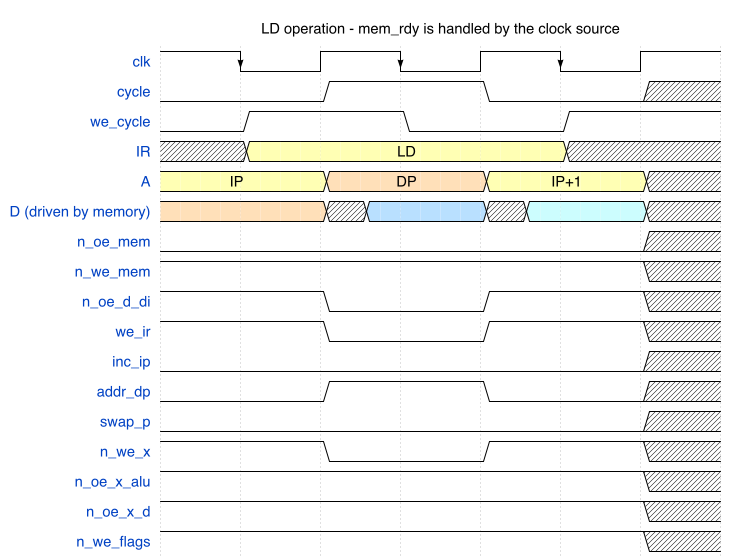 LD operation - mem_rdy is handled by the clock source
clk
cycle
we_cycle
IR LD
A IP DP IP+1
D (driven by memory)
n_oe_mem
n_we_mem
n_oe_d_di
we_ir
inc_ip
addr_dp
swap_p
n_we_x
n_oe_x_alu
n_oe_x_d
n_we_flags